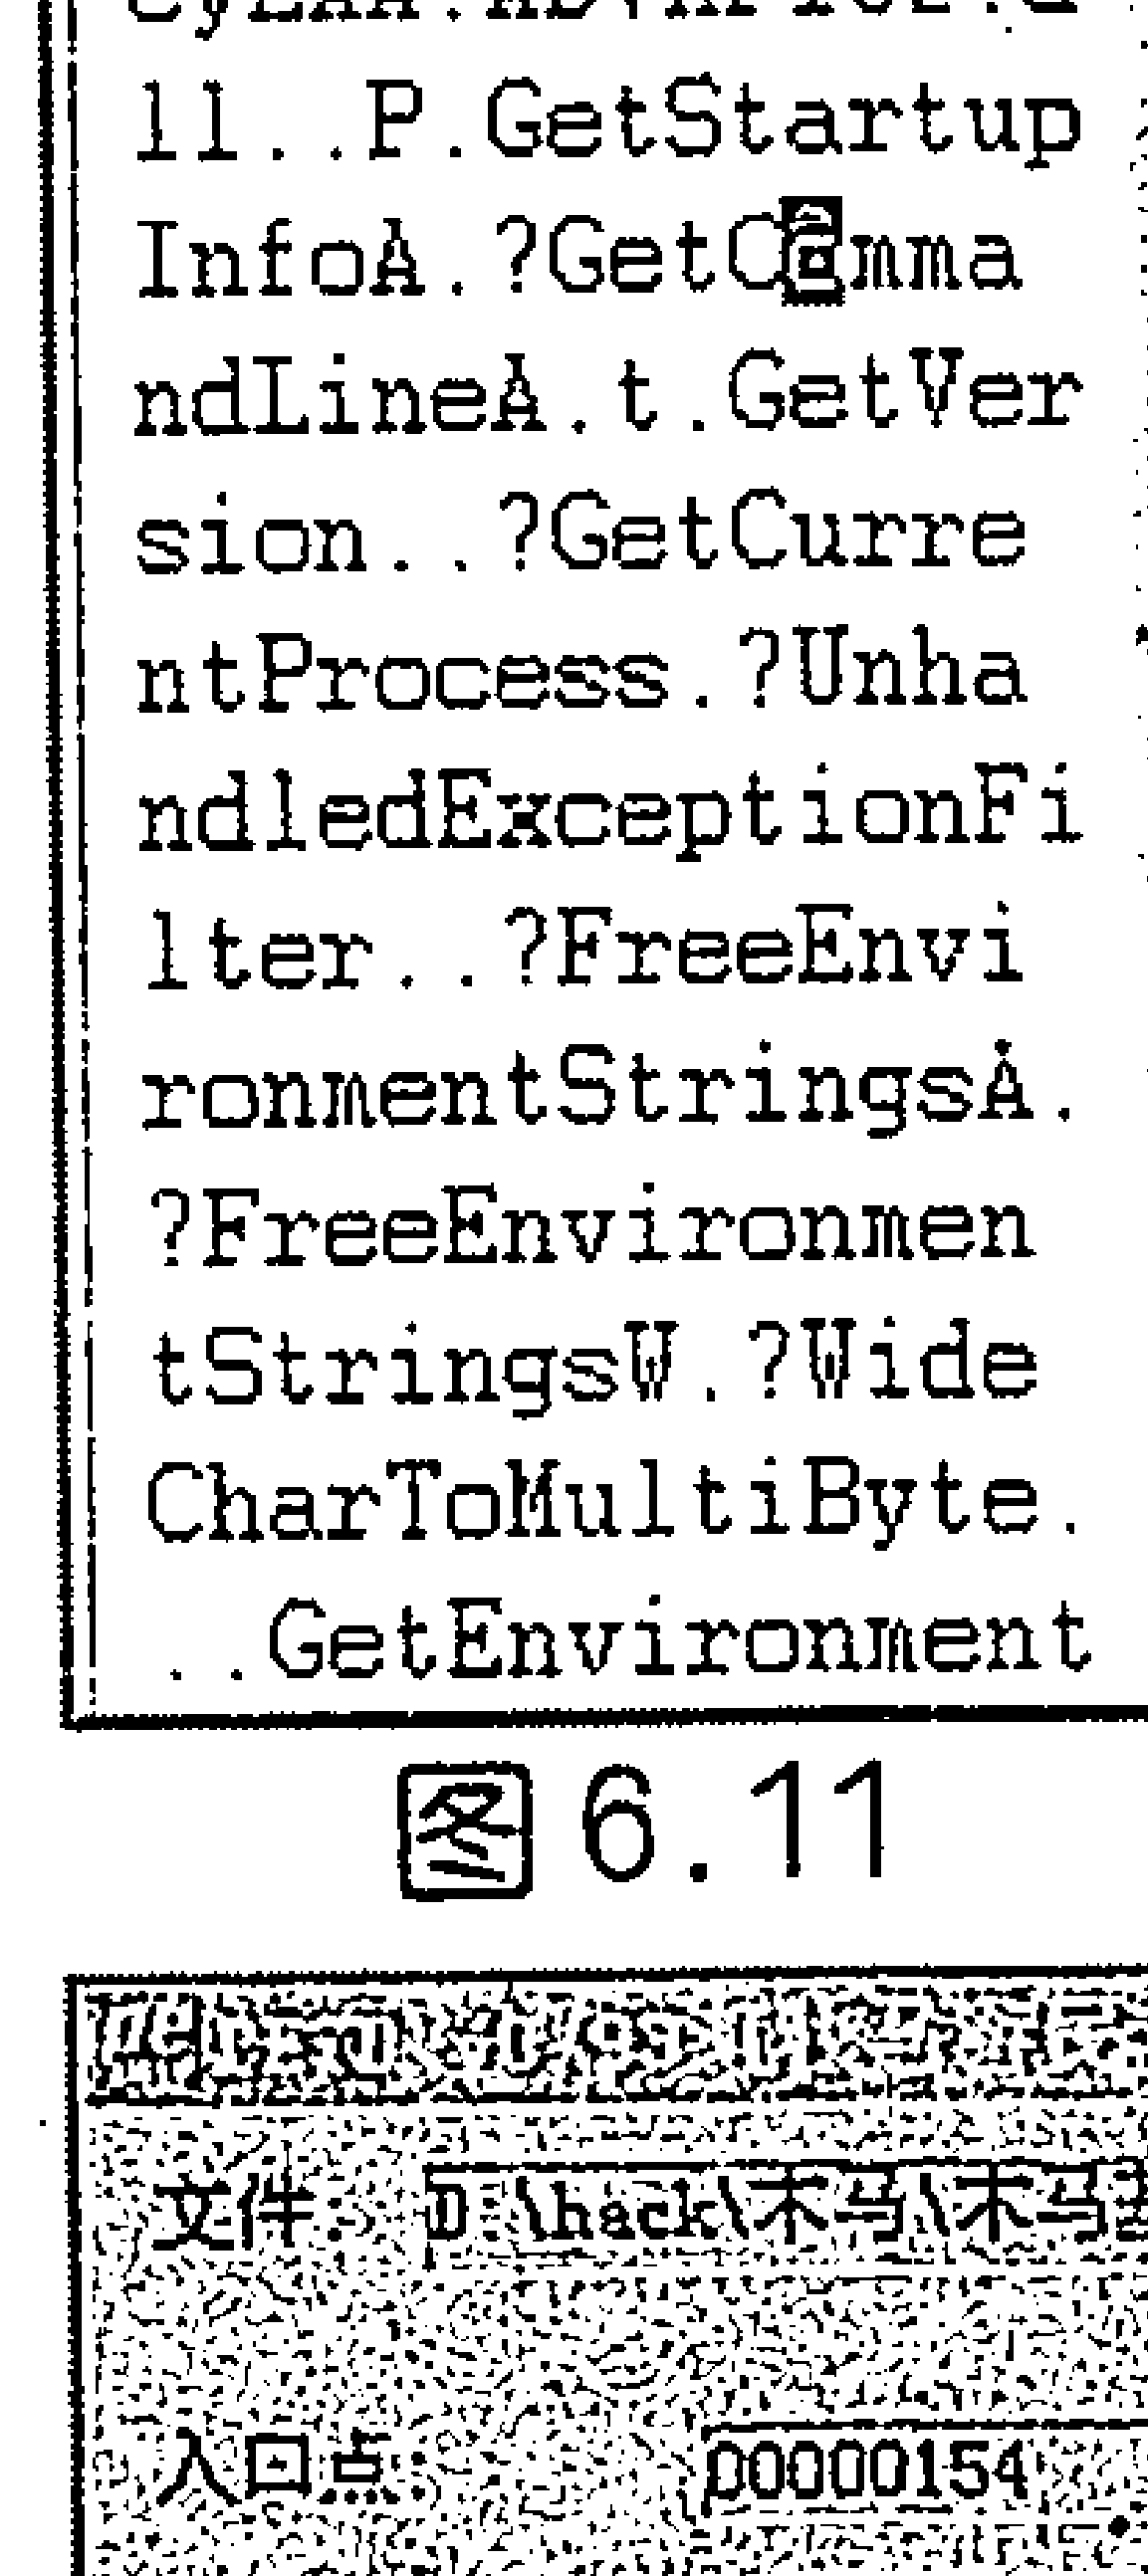 ll..P.GetStartup
InfoA.?GetComma
ndLineA.t.GetVer
sion..?GetCurre
ntProcess.?Unha
ndledExceptionFi
lter..?FreeEnvi
ronmentStringsA.
?FreeEnvironmen
tStringsW.?Wide
CharToMultiByte.
..GetEnvironment
图 6.11
文件: D:\hack\木马\木马
入口点: 00000154